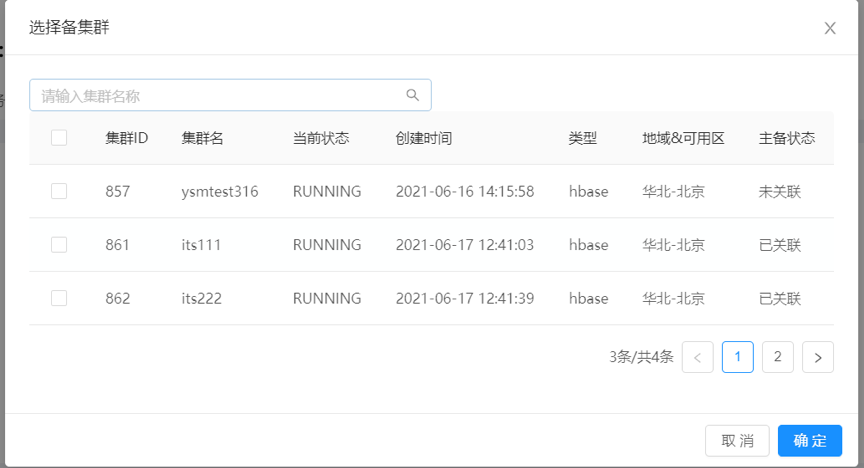 选择备集群
请输入集群名称
集群ID 集群名 当前状态 创建时间 类型 地域&可用区 主备状态
857 ysmtest316 RUNNING 2021-06-16 14:15:58 hbase 华北-北京 未关联
861 its111 RUNNING 2021-06-17 12:41:03 hbase 华北-北京 已关联
862 its222 RUNNING 2021-06-17 12:41:39 hbase 华北-北京 已关联
3条/共4条 < 1 2 >
取 消 确 定